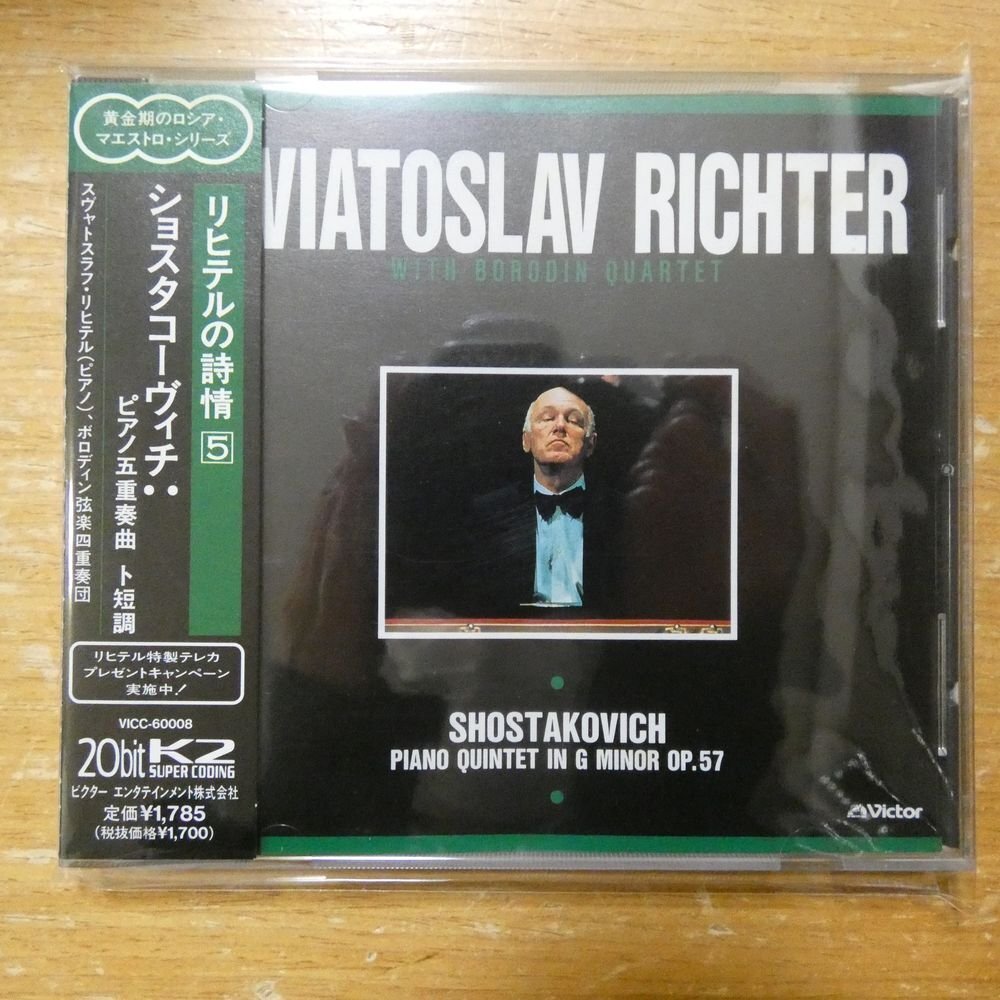 黄金期のロシア・
マエストロ・シリーズ
リヒテルの詩情 5
ショスタコーヴィチ:
ピアノ五重奏曲 ト短調
スヴャトスラフ・リヒテル(ピアノ)、ボロディン弦楽四重奏団
リヒテル特製テレカ
プレゼントキャンペーン
実施中!
VICC-60008
20bit K2
SUPER CODING
ビクター エンタテインメント株式会社
定価¥1,785
(税抜価格¥1,700)
VIATOSLAV RICHTER
WITH BORODIN QUARTET
SHOSTAKOVICH
PIANO QUINTET IN G MINOR OP.57
Victor